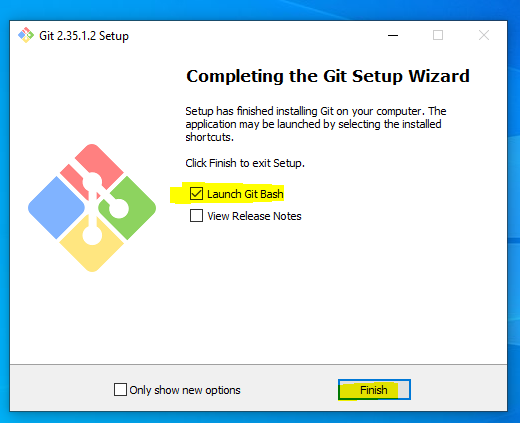 Git 2.35.1.2 Setup
Completing the Git Setup Wizard
Setup has finished installing Git on your computer. The
application may be launched by selecting the installed
shortcuts.
Click Finish to exit Setup.
Launch Git Bash
View Release Notes
Only show new options
Finish